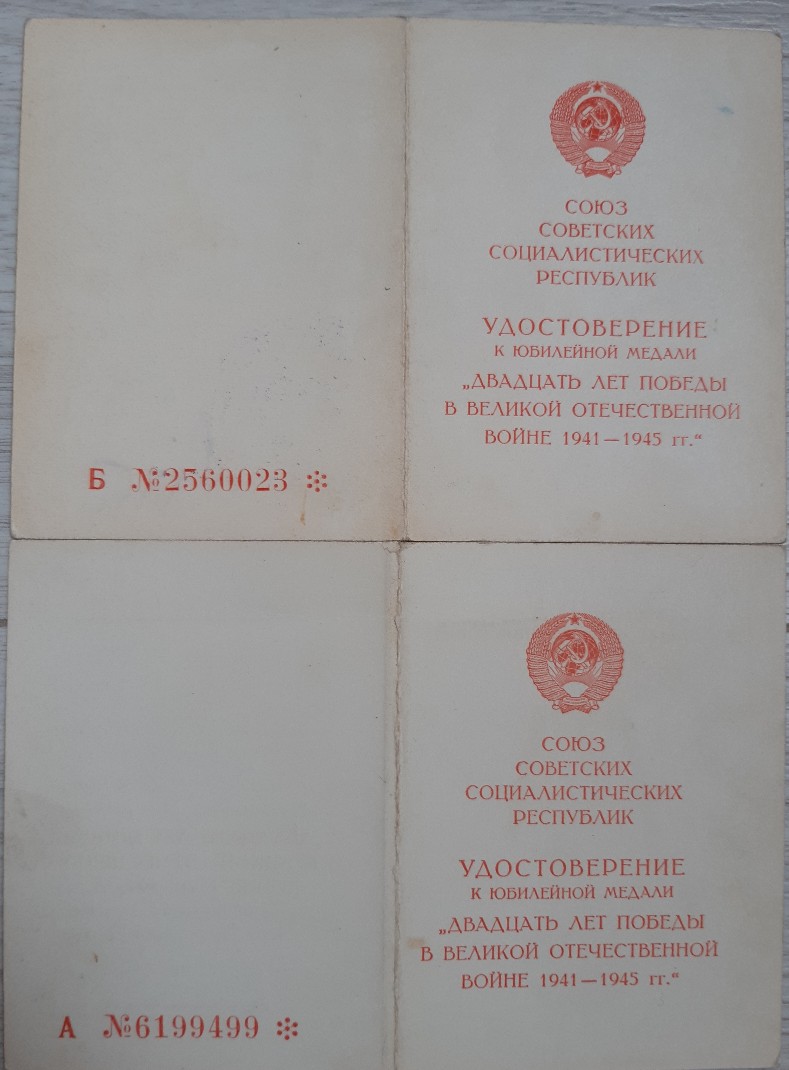 СОЮЗ
СОВЕТСКИХ
СОЦИАЛИСТИЧЕСКИХ
РЕСПУБЛИК
УДОСТОВЕРЕНИЕ
К ЮБИЛЕЙНОЙ МЕДАЛИ
„ДВАДЦАТЬ ЛЕТ ПОБЕДЫ
В ВЕЛИКОЙ ОТЕЧЕСТВЕННОЙ
ВОЙНЕ 1941—1945 гг.“
Б №2560023
СОЮЗ
СОВЕТСКИХ
СОЦИАЛИСТИЧЕСКИХ
РЕСПУБЛИК
УДОСТОВЕРЕНИЕ
К ЮБИЛЕЙНОЙ МЕДАЛИ
„ДВАДЦАТЬ ЛЕТ ПОБЕДЫ
В ВЕЛИКОЙ ОТЕЧЕСТВЕННОЙ
ВОЙНЕ 1941—1945 гг.“
А №6199499